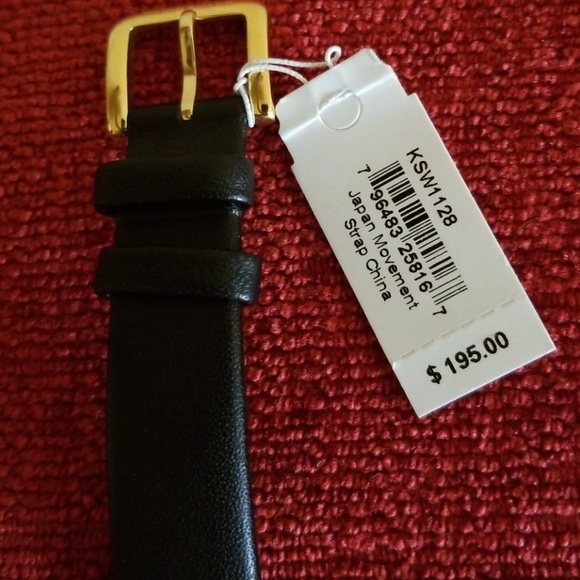 KSW1128
7 96483 25816 7
Japan Movement
Strap China
$195.00